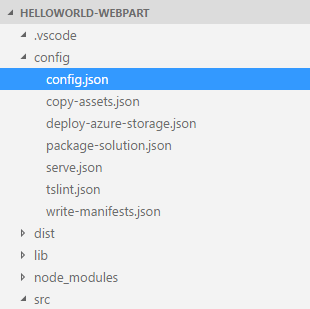 HELLOWORLD-WEBPART
.vscode
config
config.json
copy-assets.json
deploy-azure-storage.json
package-solution.json
serve.json
tslint.json
write-manifests.json
dist
lib
node_modules
src